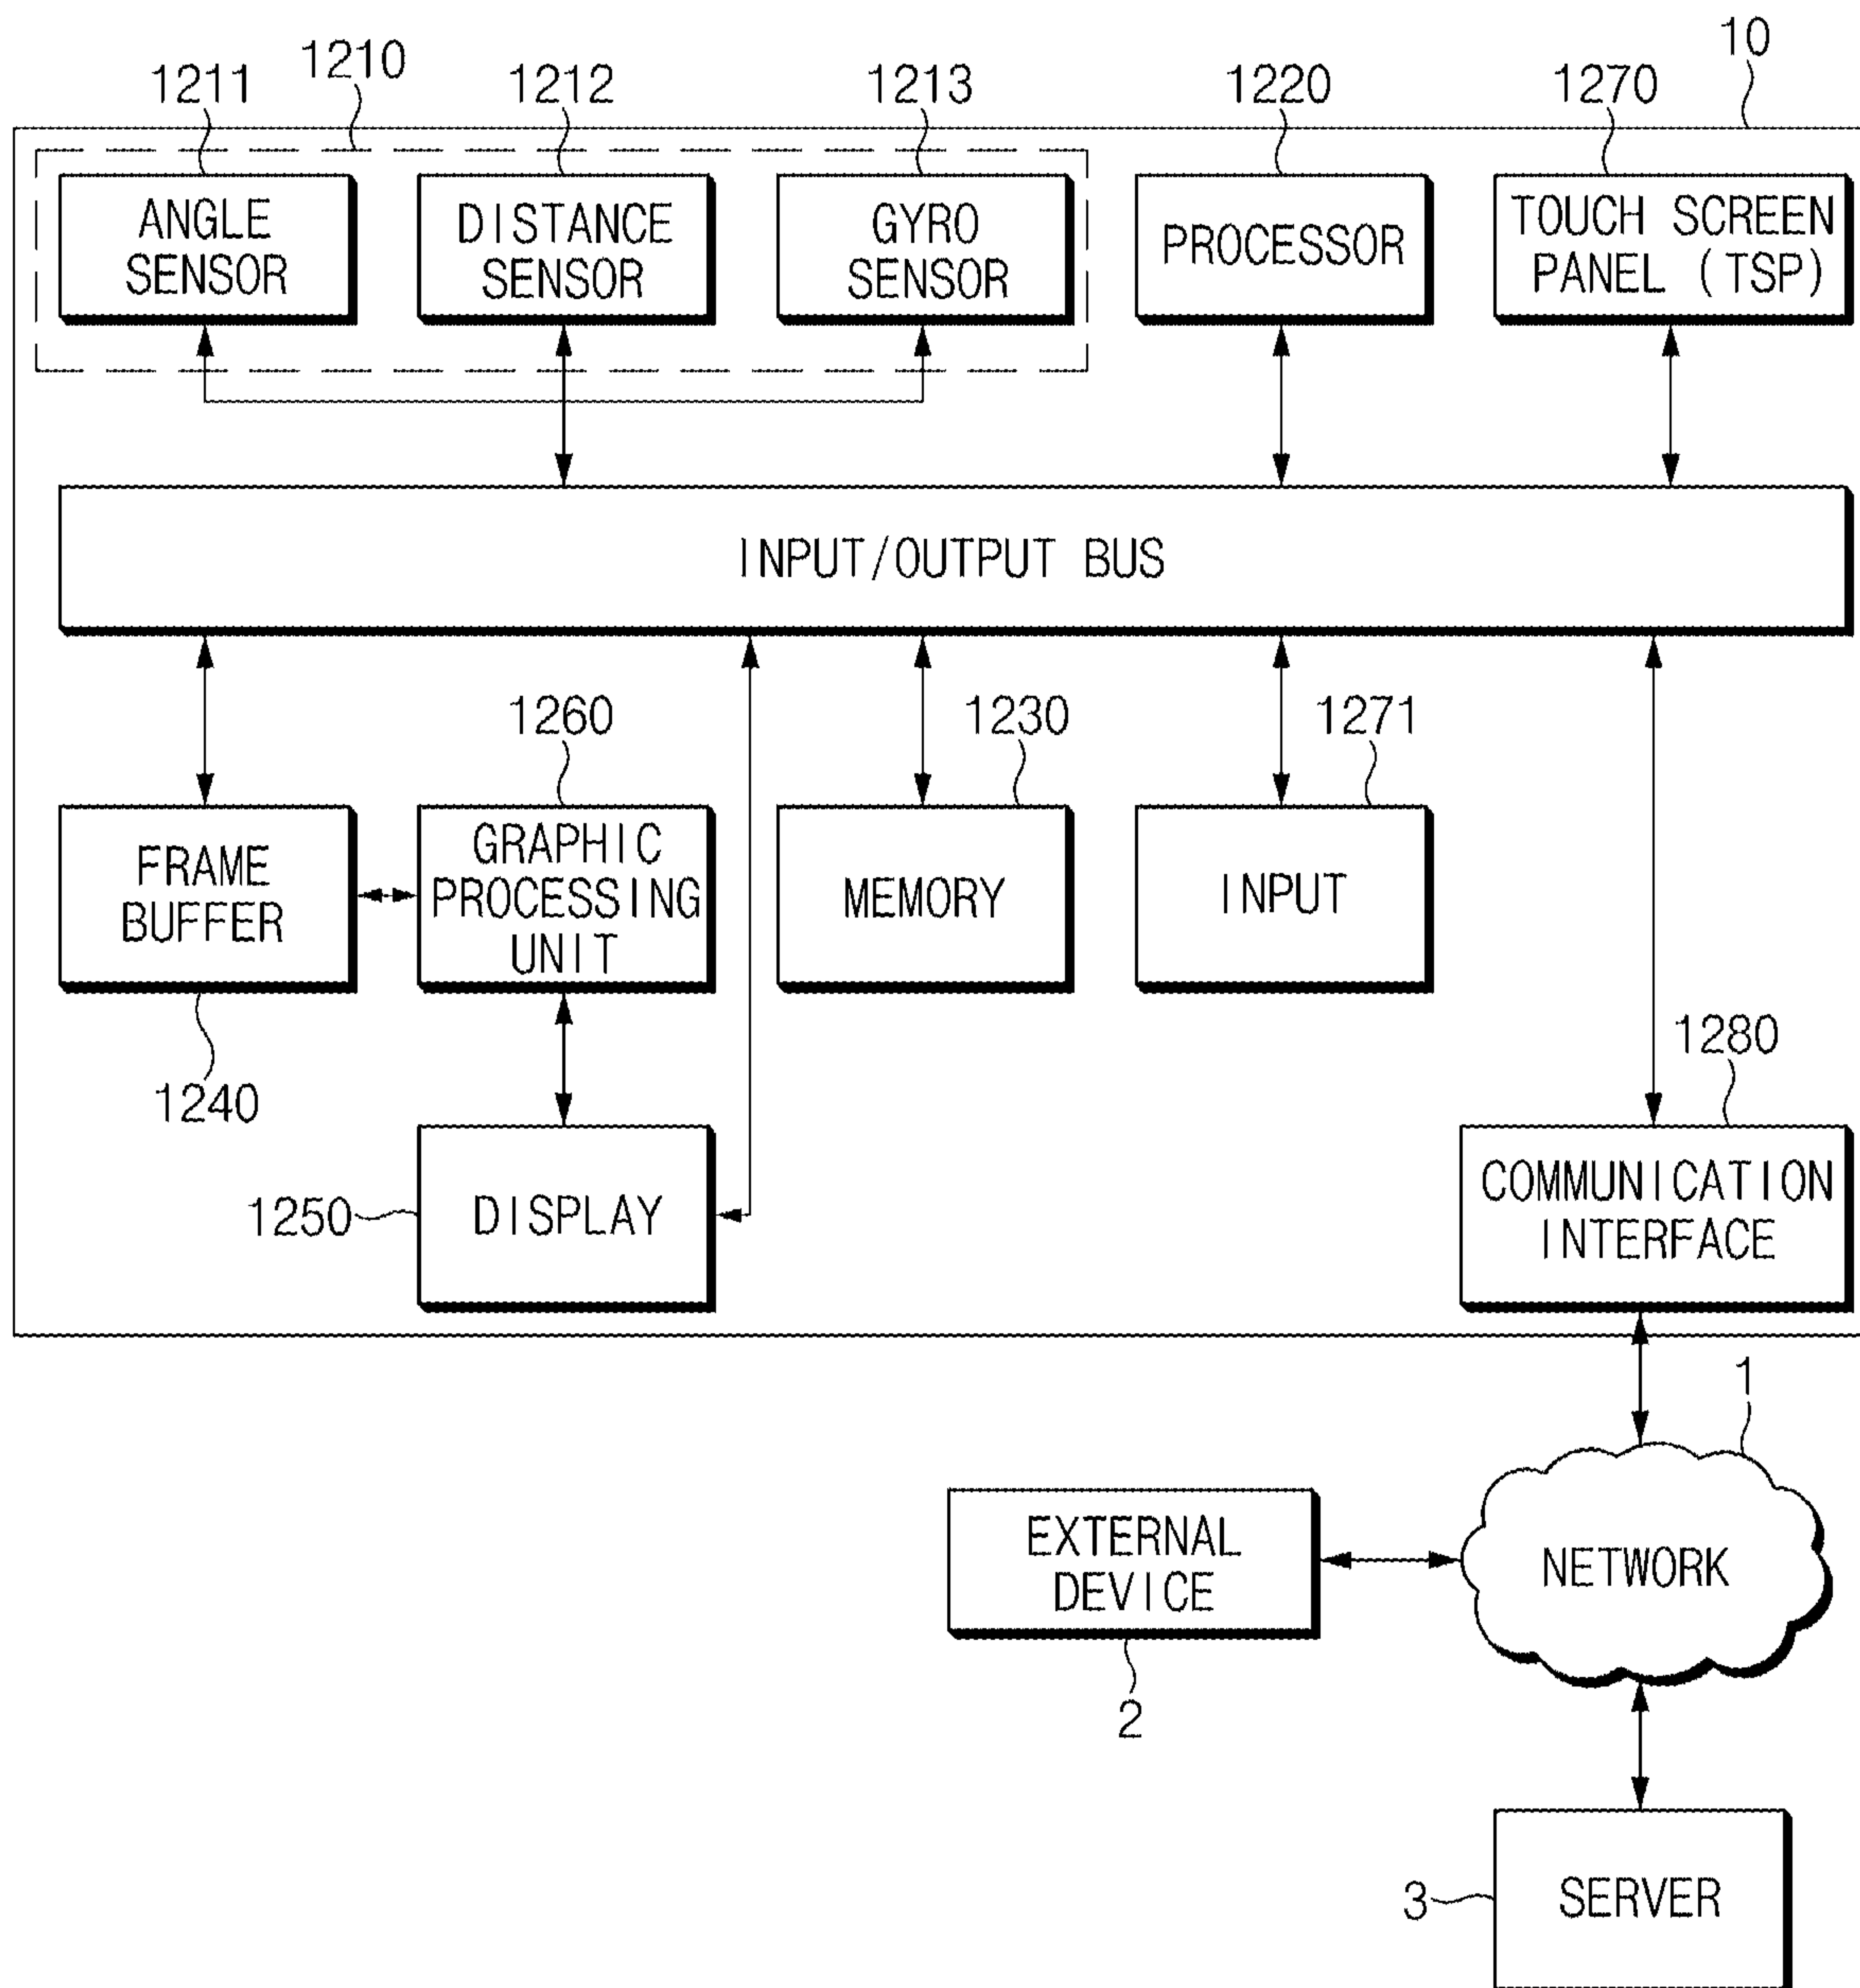 1210
10
1211
1212
1213
1220
1270
ANGLE
SENSOR
DISTANCE
SENSOR
GYRO
SENSOR
PROCESSOR
TOUCH SCREEN
PANEL (TSP)
INPUT/OUTPUT BUS
1260
1230
1271
FRAME
BUFFER
GRAPHIC
PROCESSING
UNIT
MEMORY
INPUT
1240
1280
1250
DISPLAY
COMMUNICATION
INTERFACE
1
EXTERNAL
DEVICE
NETWORK
2
3
SERVER